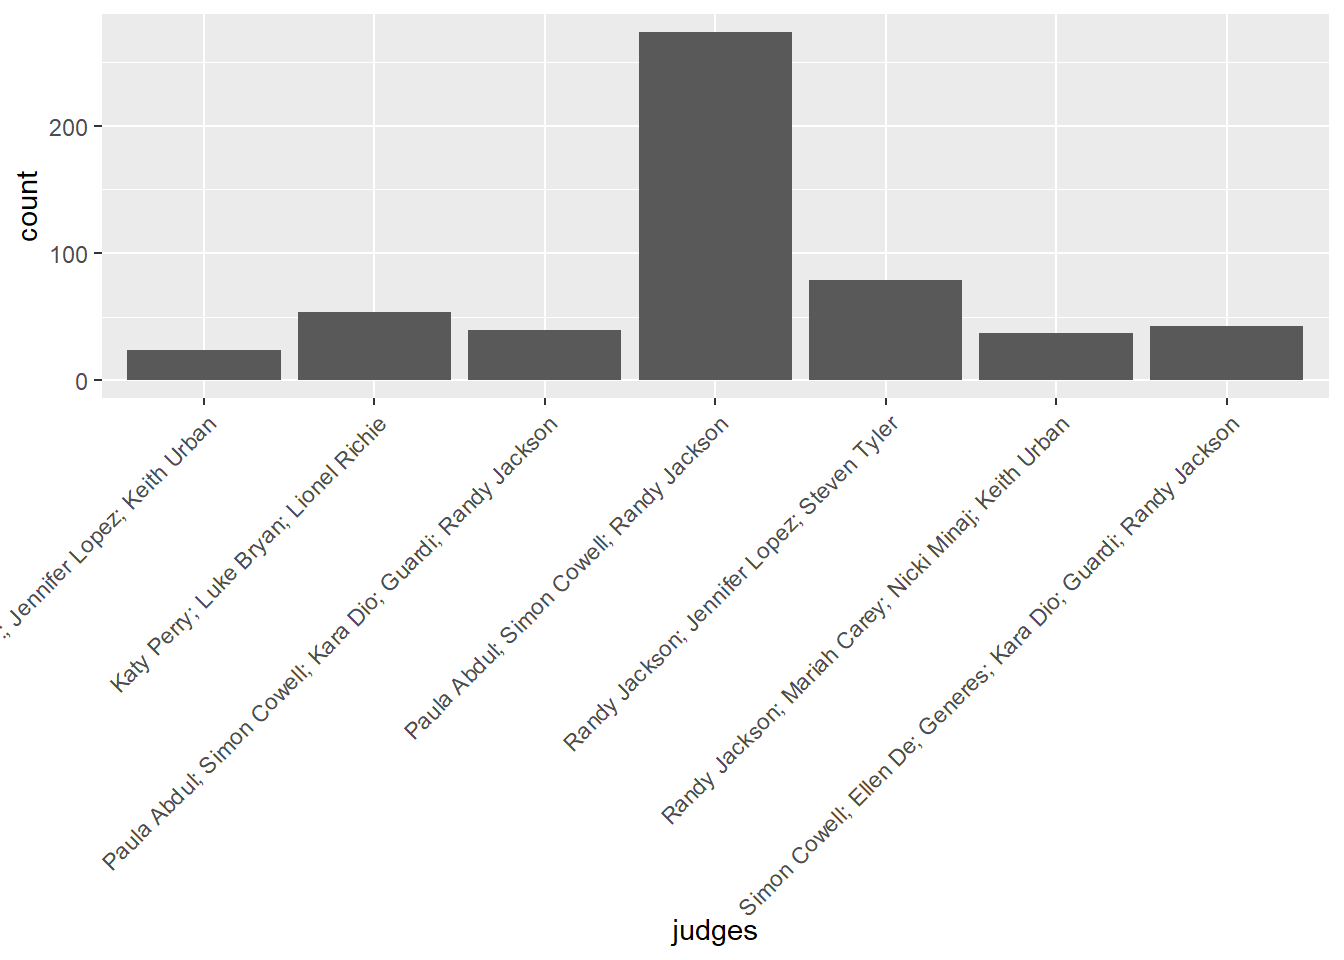 count
200
100
0
; Jennifer Lopez; Keith Urban
Katy Perry; Luke Bryan; Lionel Richie
Paula Abdul; Simon Cowell; Kara Dio; Guardi; Randy Jackson
Paula Abdul; Simon Cowell; Randy Jackson
Randy Jackson; Jennifer Lopez; Steven Tyler
Randy Jackson; Mariah Carey; Nicki Minaj; Keith Urban
Simon Cowell; Ellen De; Generes; Kara Dio; Guardi; Randy Jackson
judges